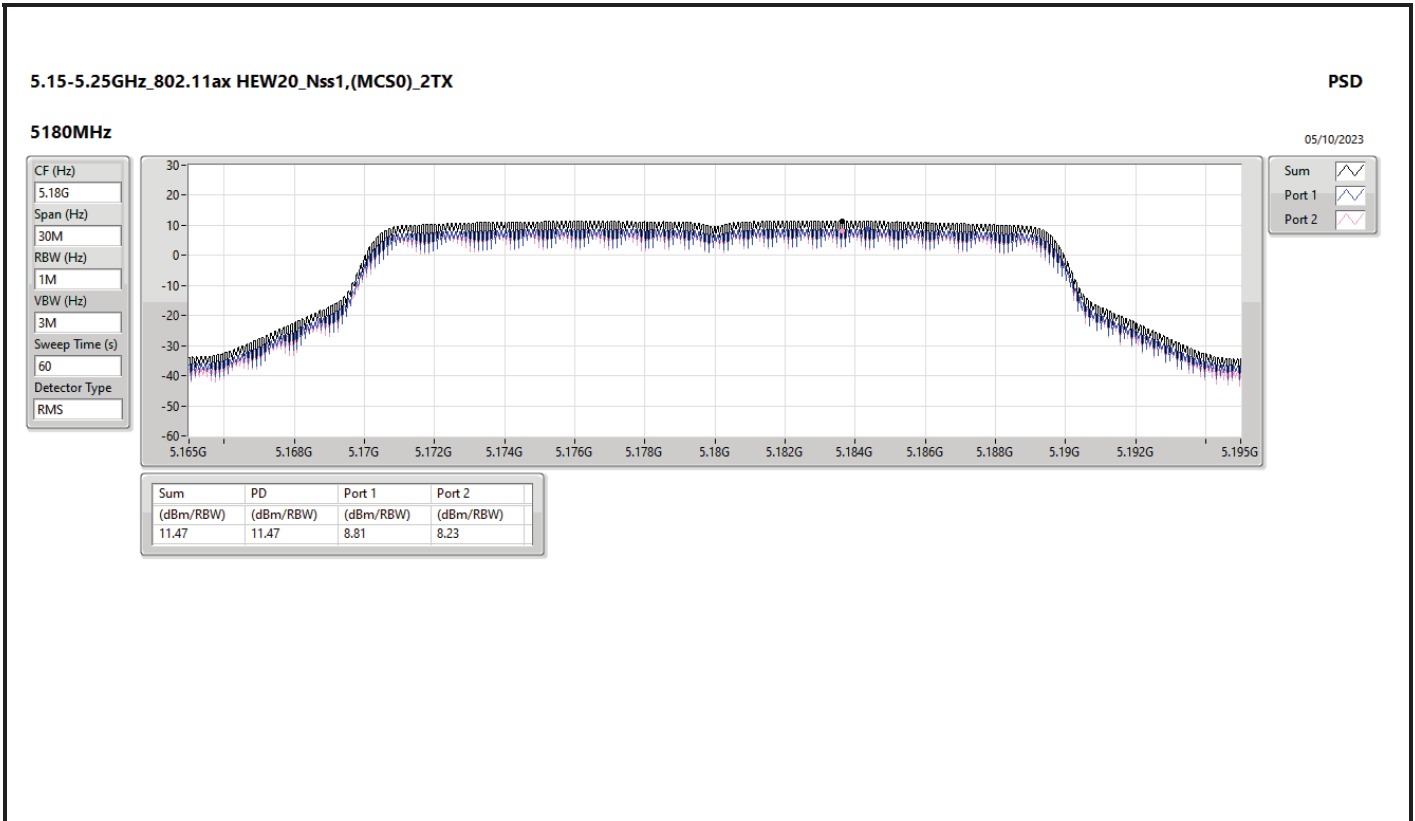 5.15-5.25GHz_802.11ax HEW20_Nss1,(MCS0)_2TX
PSD
5180MHz
05/10/2023
CF (Hz)
5.18G
Span (Hz)
30M
RBW (Hz)
1M
VBW (Hz)
3M
Sweep Time (s)
60
Detector Type
RMS
30
20
10
0
-10
-20
-30
-40
-50
-60
5.165G 5.168G 5.17G 5.172G 5.174G 5.176G 5.178G 5.18G 5.182G 5.184G 5.186G 5.188G 5.19G 5.192G 5.195G
Sum
Port 1
Port 2
Sum PD Port 1 Port 2
(dBm/RBW) (dBm/RBW) (dBm/RBW) (dBm/RBW)
11.47 11.47 8.81 8.23